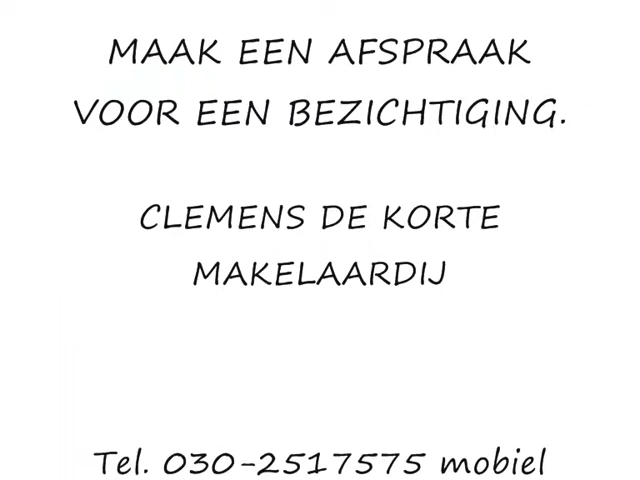 MAAK EEN AFSPRAAK
VOOR EEN BEZICHTIGING.
CLEMENS DE KORTE
MAKELAARDIJ
Tel. 030-2517575 mobiel